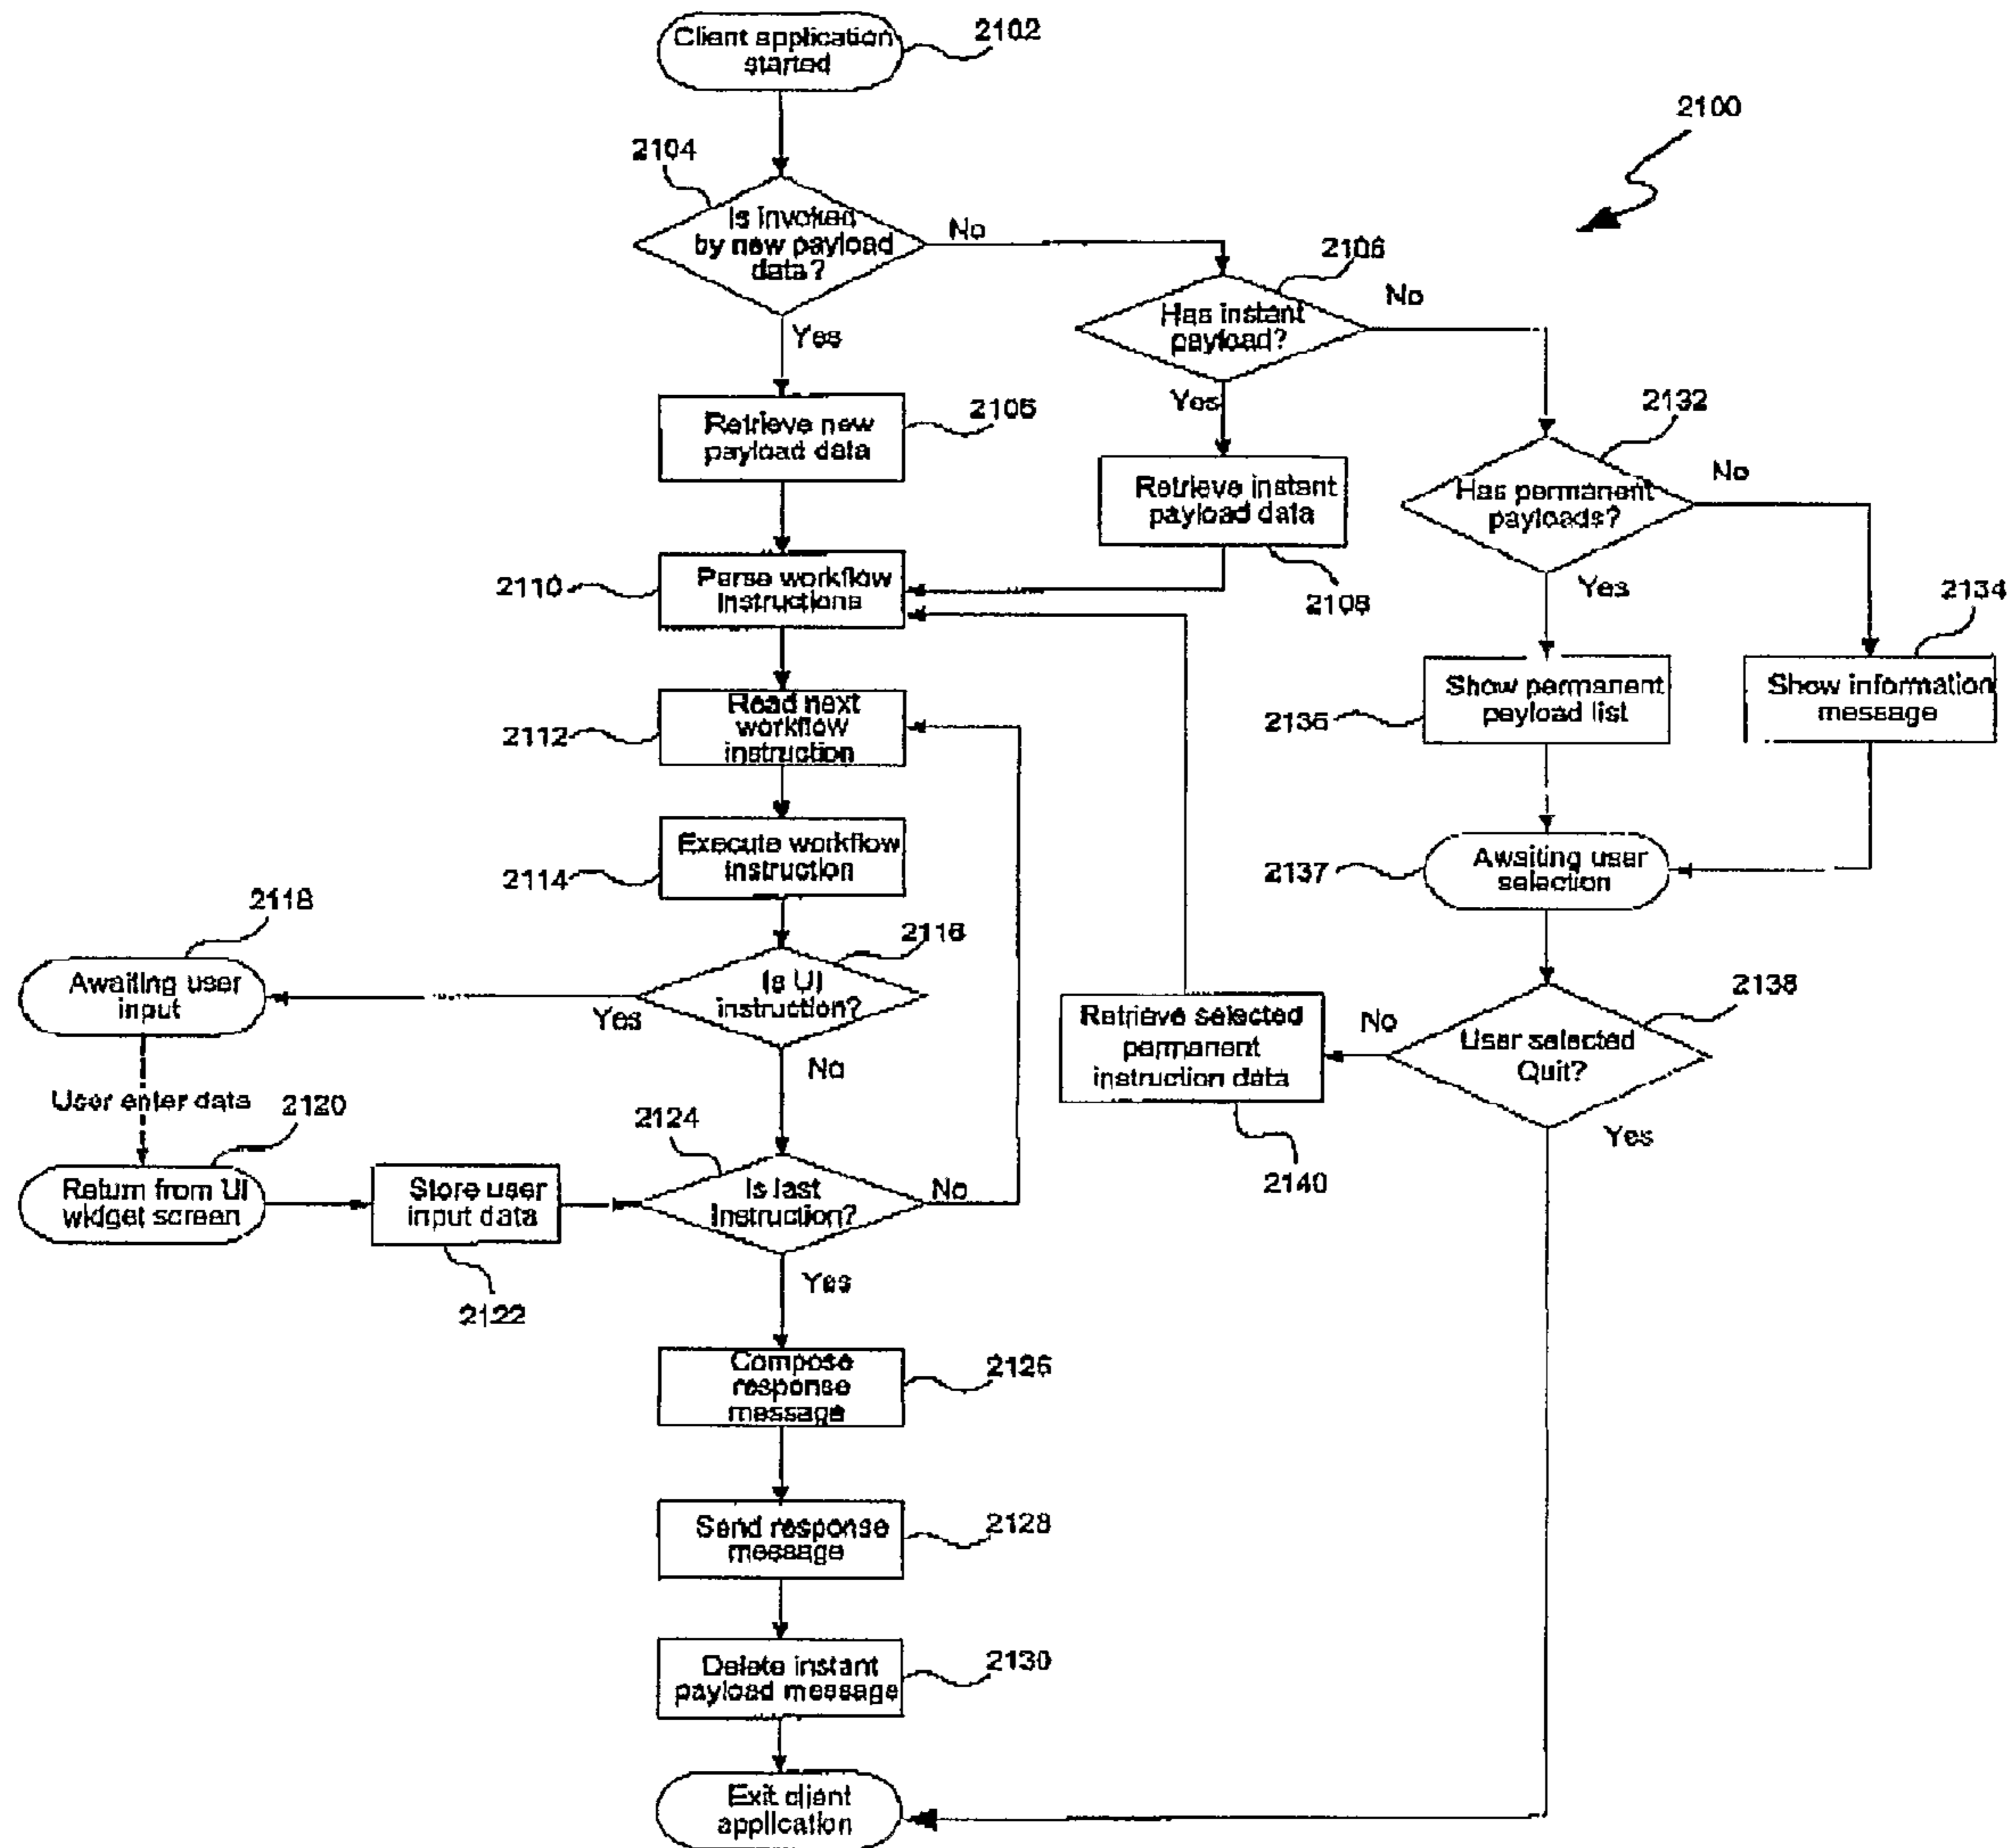 Client application
started
2102
2100
2104
Is invoked
by new payload
data?
No
Yes
2106
Has instant
payload?
No
Yes
2106
Retrieve new
payload data
2132
Has permanent
payloads?
No
Yes
Retrieve instant
payload data
2108
2110
Parse workflow
Instructions
2134
Show permanent
payload list
2136
Show information
message
2112
Read next
workflow
instruction
2114
Execute workflow
instruction
2137
Awaiting user
selection
2118
Awaiting user
input
2116
Is UI
instruction?
Yes
No
Retrieve selected
permanent
instruction data
2140
No
2138
User selected
Quit?
Yes
User enter data
2120
Return from UI
widget screen
Store user
input data
2122
2124
Is last
Instruction?
No
Yes
Compose
response
message
2126
Send response
message
2128
Delete instant
payload message
2130
Exit client
application